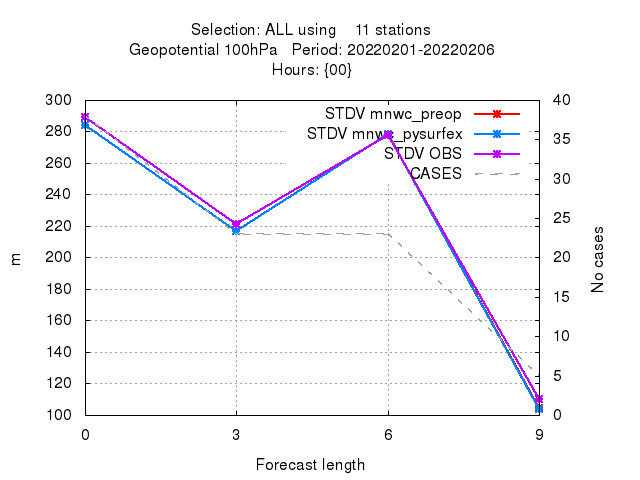 Selection: ALL using 11 stations
Geopotential 100hPa Period: 20220201-20220206
Hours: {00}
STDV mnwc_preop
STDV mnwc_pysurfex
STDV OBS
CASES
300
280
260
240
220
200
180
160
140
120
100
40
35
30
25
20
15
10
5
0
m
No cases
0 3 6 9
Forecast length